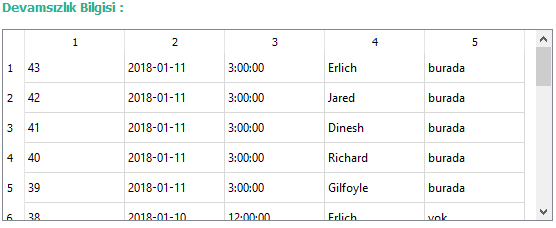 Devamsızlık Bilgisi :
1 2 3 4 5
1 43 2018-01-11 3:00:00 Erlich burada
2 42 2018-01-11 3:00:00 Jared burada
3 41 2018-01-11 3:00:00 Dinesh burada
4 40 2018-01-11 3:00:00 Richard burada
5 39 2018-01-11 3:00:00 Gilfoyle burada
6 38 2018-01-10 12:00:00 Erlich yok